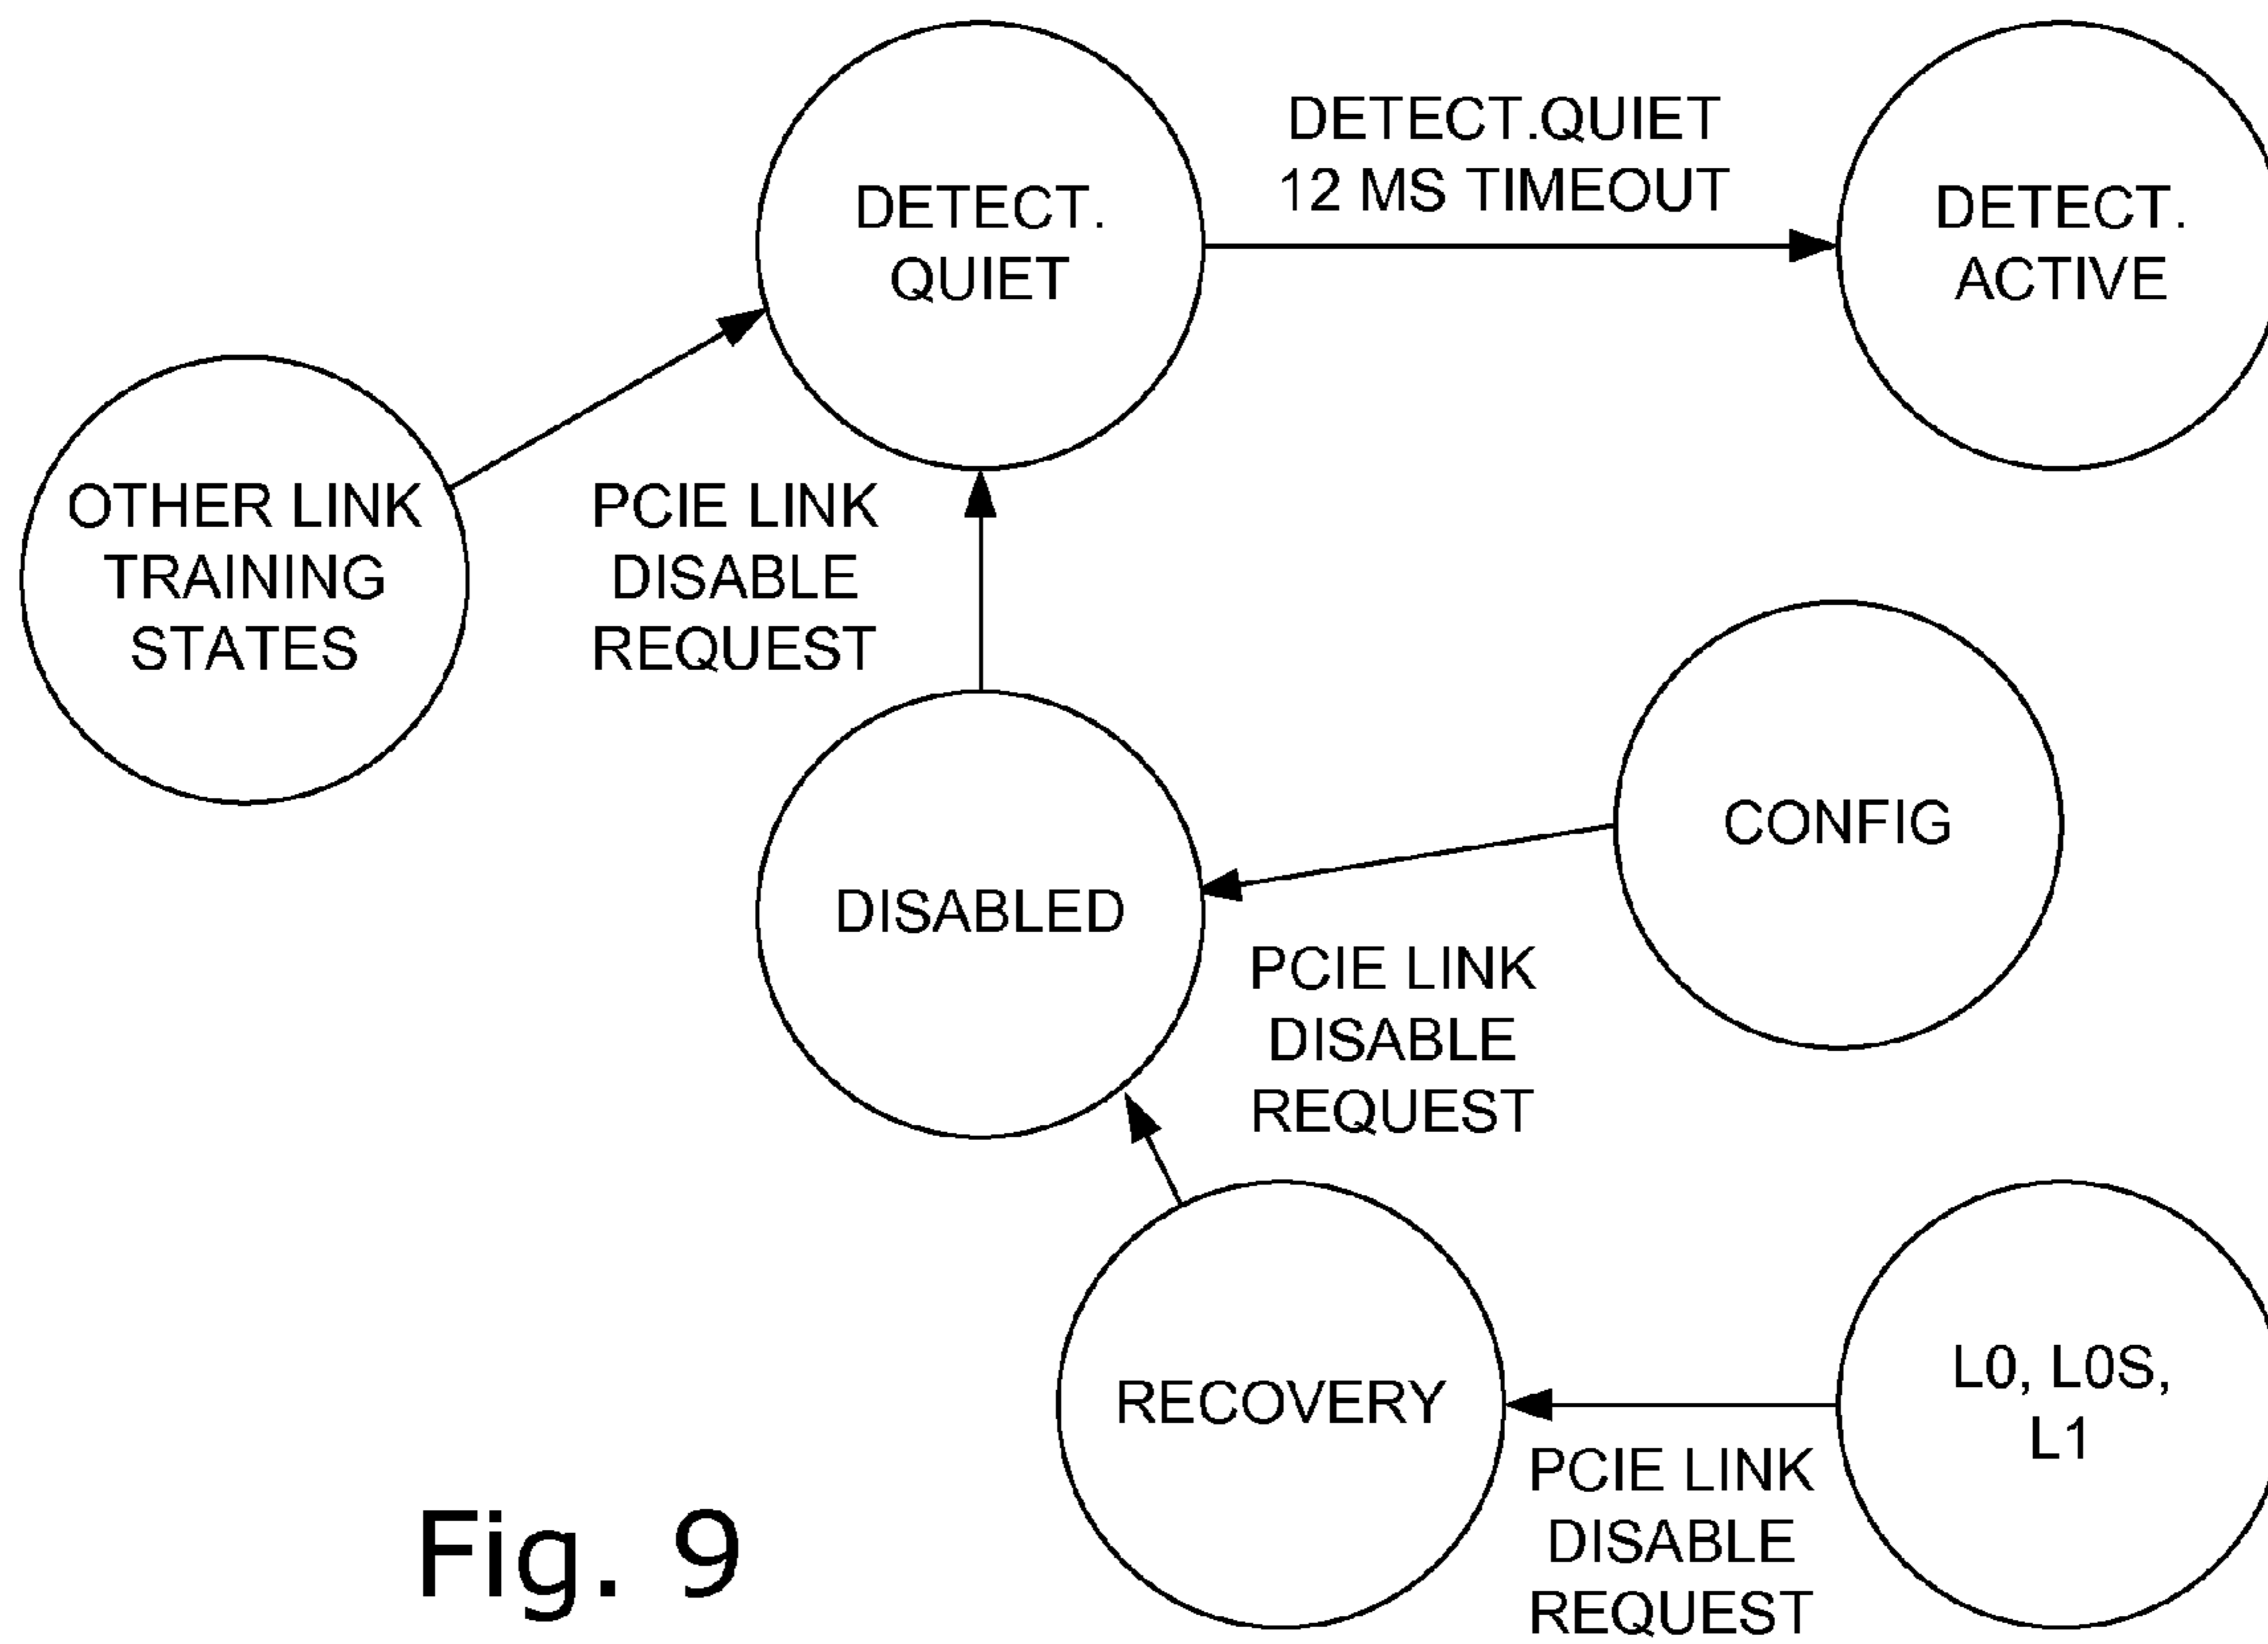 DETECT.
QUIET
DETECT.QUIET
12 MS TIMEOUT
DETECT.
ACTIVE
OTHER LINK
TRAINING
STATES
PCIE LINK
DISABLE
REQUEST
CONFIG
DISABLED
PCIE LINK
DISABLE
REQUEST
RECOVERY
L0, L0S,
L1
PCIE LINK
DISABLE
REQUEST
Fig. 9